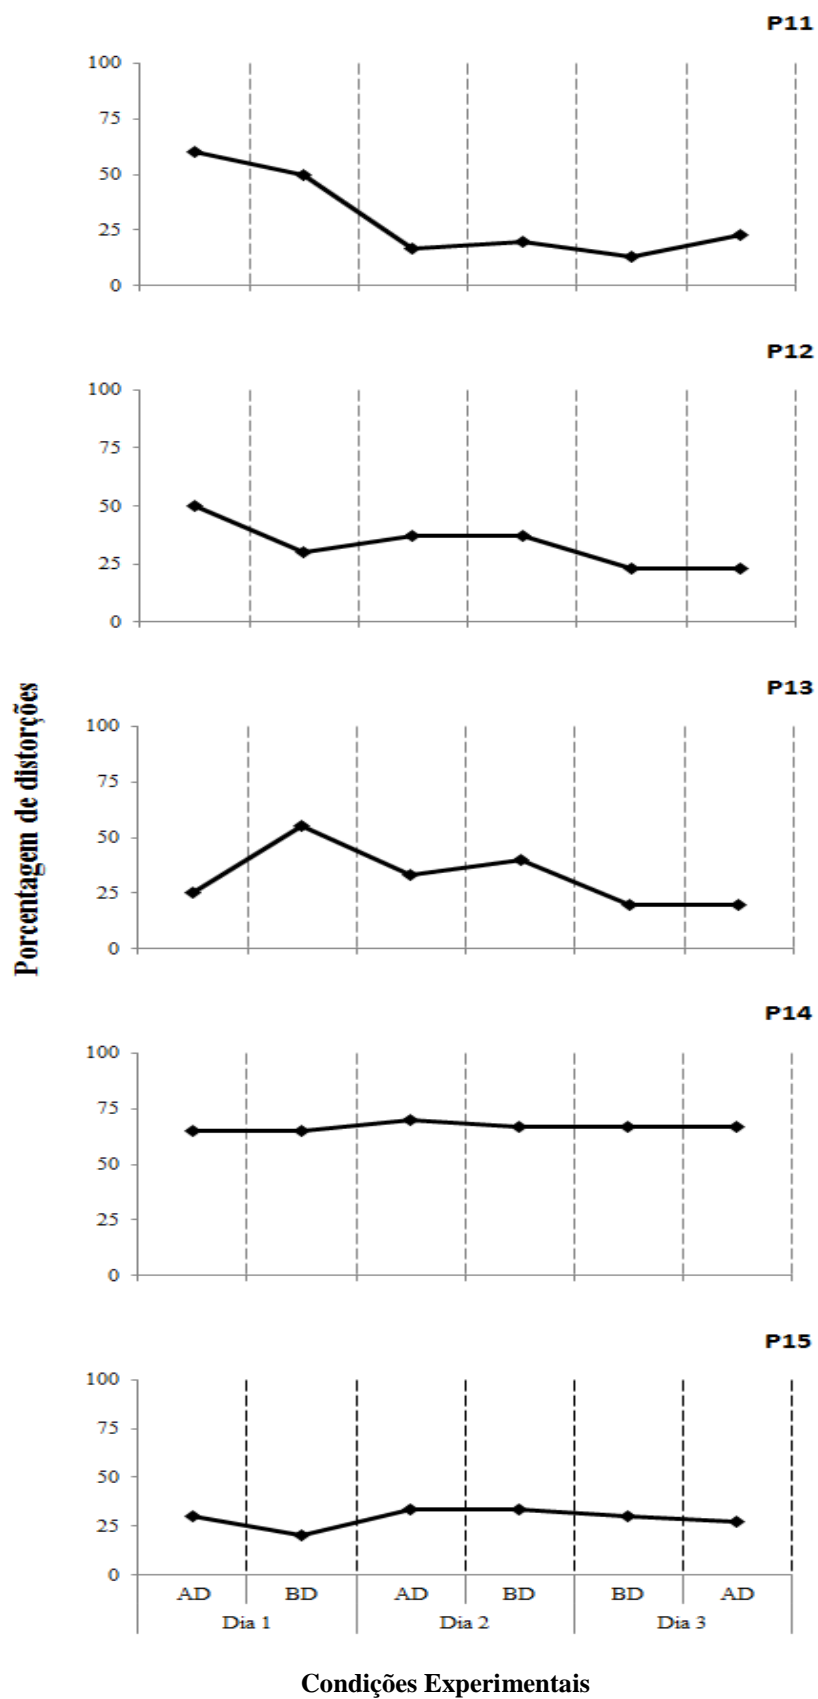 P11
100
75
50
25
0
P12
100
75
50
25
0
Porcentagem de distorções
P13
100
75
50
25
0
P14
100
75
50
25
0
P15
100
75
50
25
0
AD BD AD BD BD AD
Dia 1 Dia 2 Dia 3
Condições Experimentais